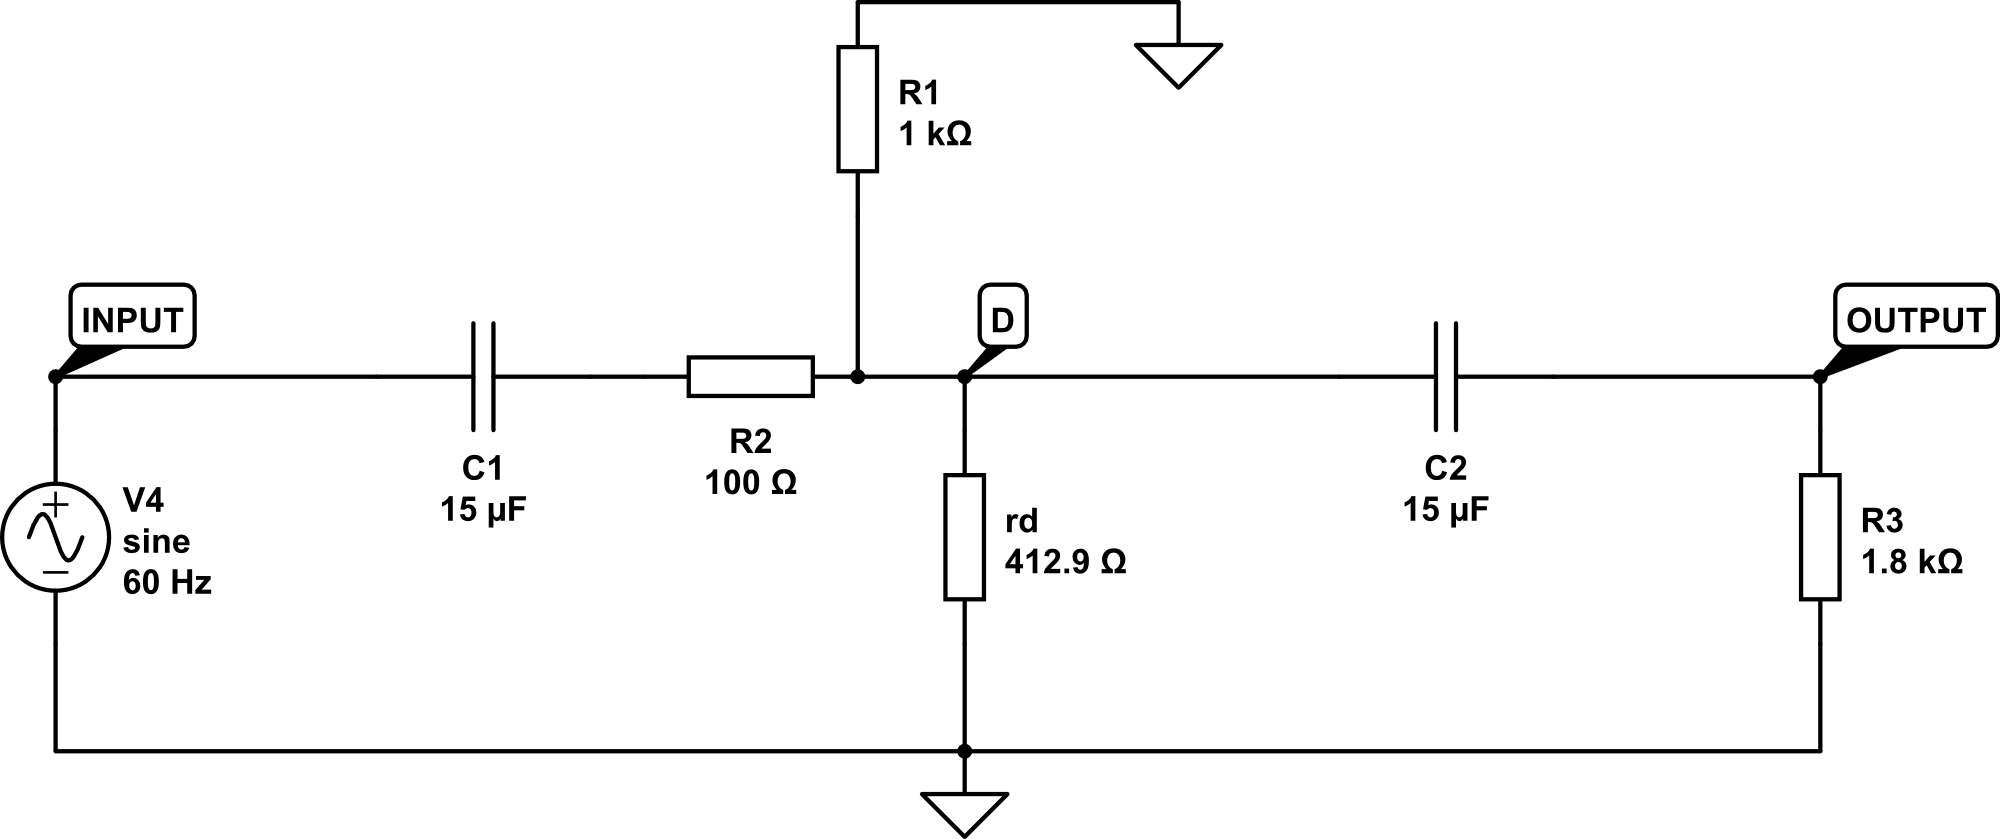 R1
1 kΩ
INPUT
D
OUTPUT
R2
100 Ω
C1
15 µF
C2
15 µF
V4
sine
60 Hz
rd
412.9 Ω
R3
1.8 kΩ